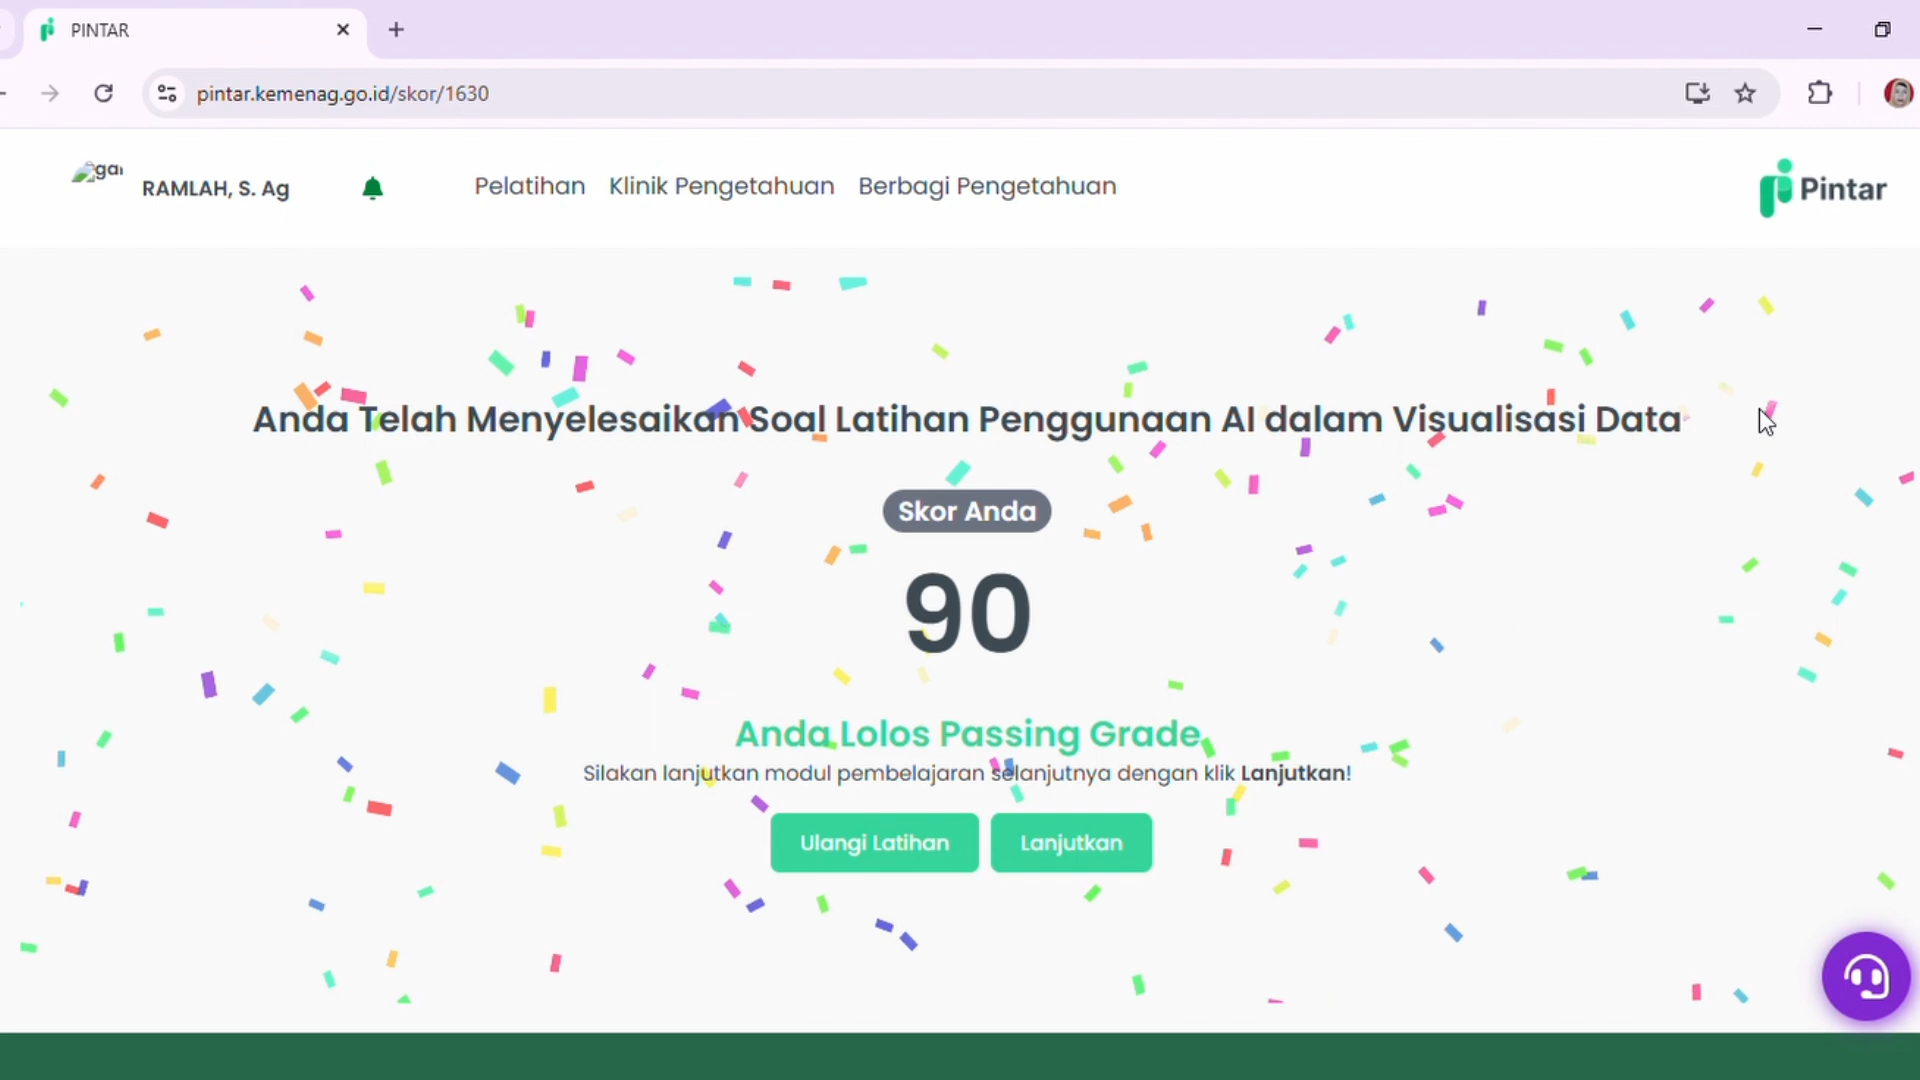 PINTAR
pintar.kemenag.go.id/skor/1630
RAMLAH, S. Ag
Pelatihan
Klinik Pengetahuan
Berbagi Pengetahuan
Pintar
Anda Telah Menyelesaikan Soal Latihan Penggunaan AI dalam Visualisasi Data
Skor Anda
90
Anda Lolos Passing Grade
Silakan lanjutkan modul pembelajaran selanjutnya dengan klik Lanjutkan!
Ulangi Latihan
Lanjutkan